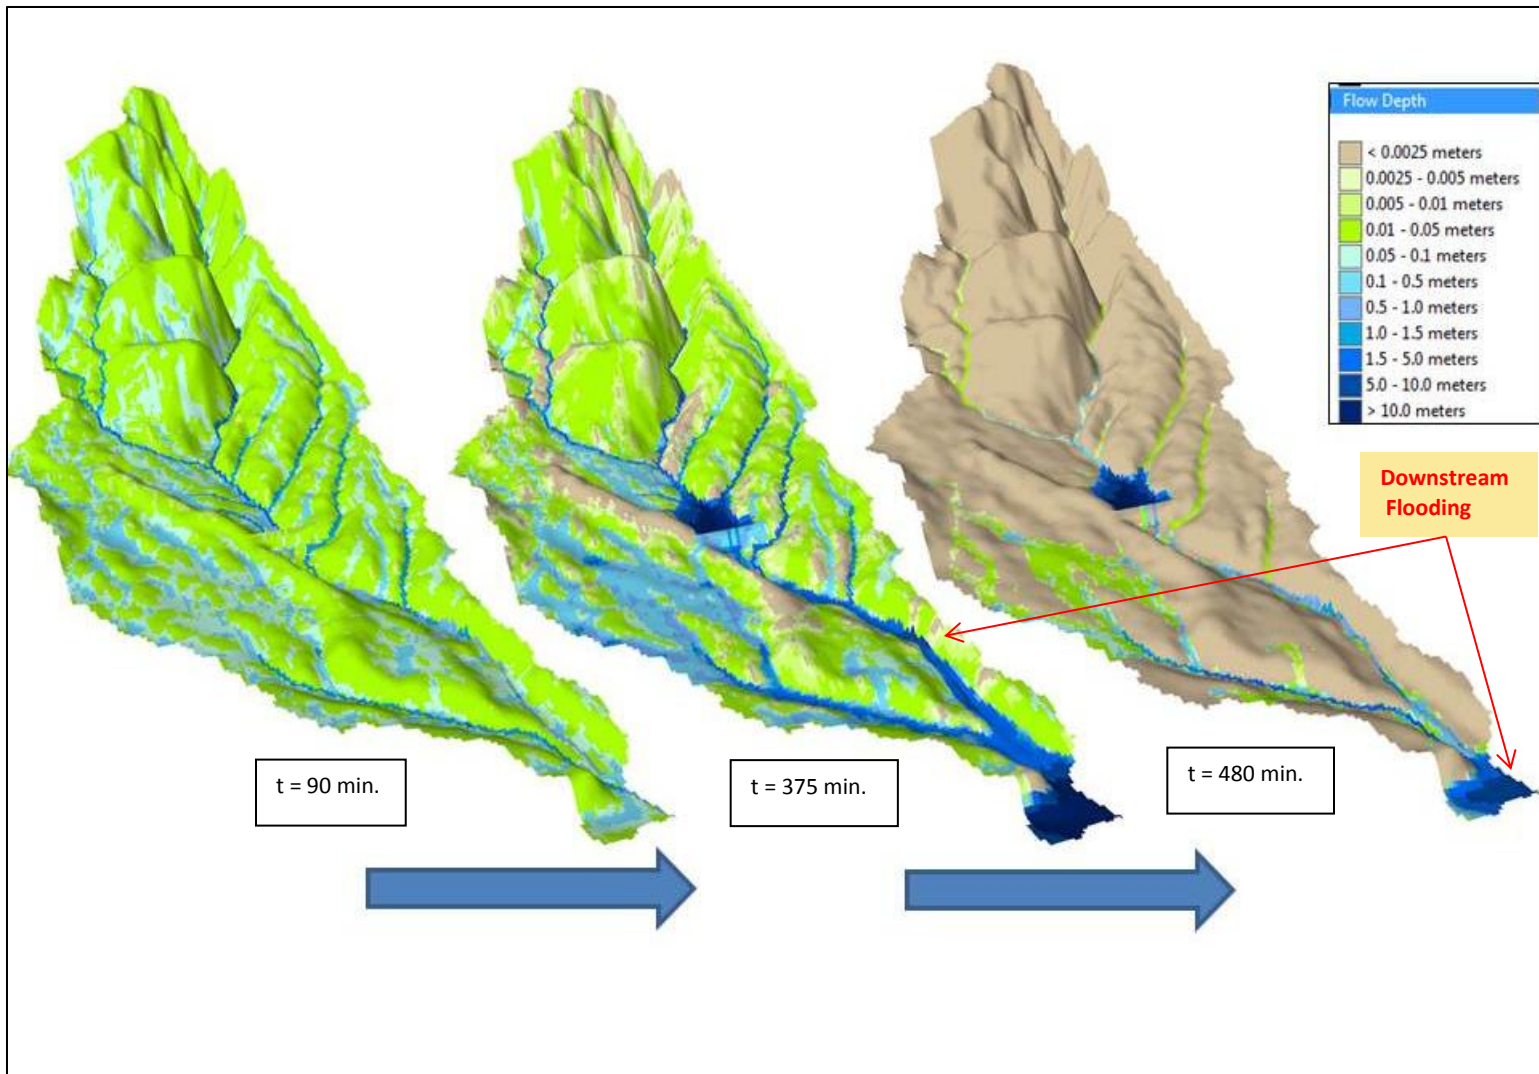 Flow Depth
< 0.0025 meters
0.0025 - 0.005 meters
0.005 - 0.01 meters
0.01 - 0.05 meters
0.05 - 0.1 meters
0.1 - 0.5 meters
0.5 - 1.0 meters
1.0 - 1.5 meters
1.5 - 5.0 meters
5.0 - 10.0 meters
> 10.0 meters
Downstream
Flooding
t = 90 min.
t = 375 min.
t = 480 min.